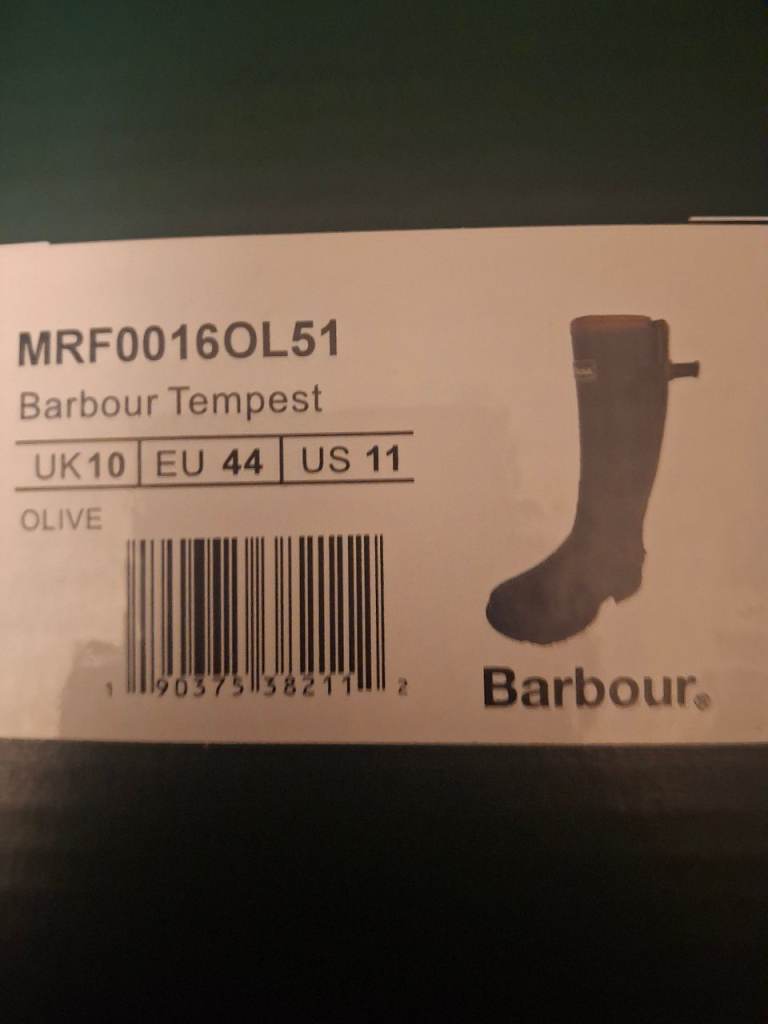 MRF0016OL51
Barbour Tempest
UK10 EU 44 US 11
OLIVE
1 90375 38211 2
Barbour®